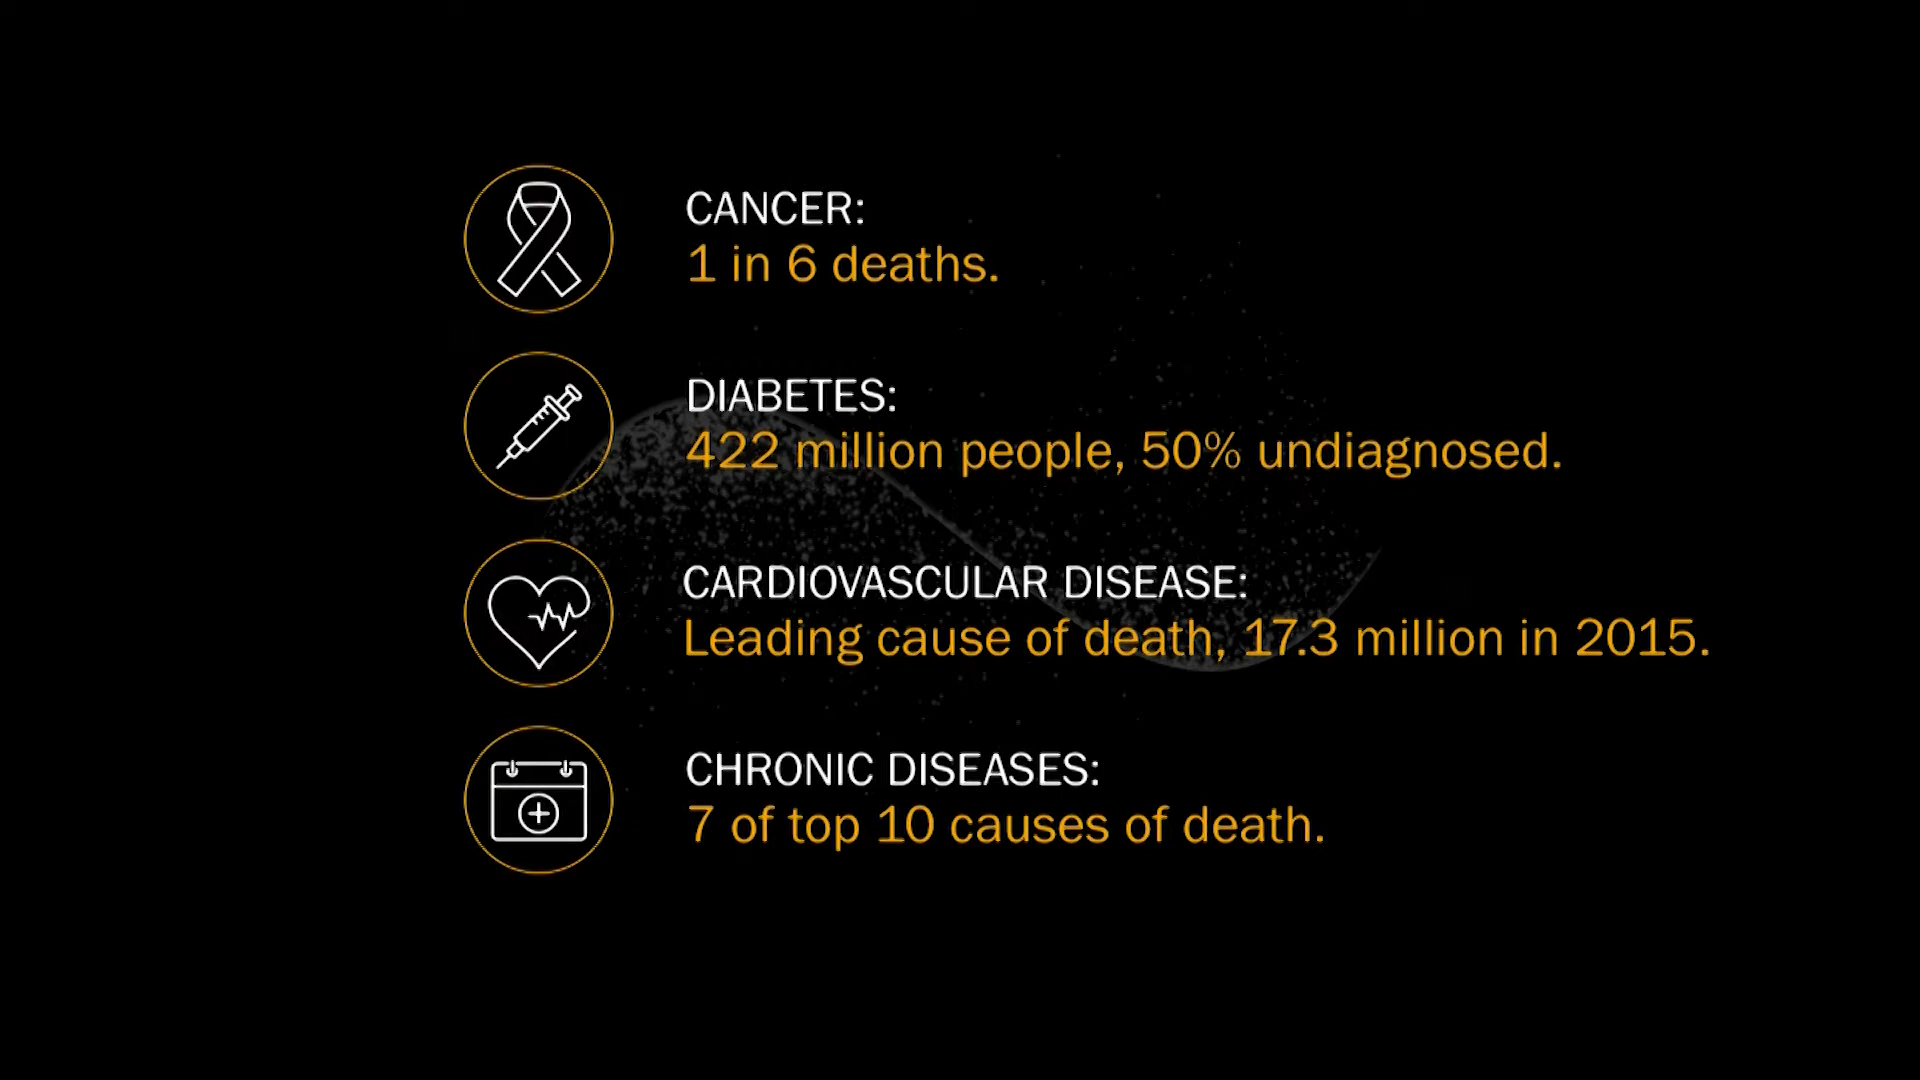 CANCER:
1 in 6 deaths.
DIABETES:
422 million people, 50% undiagnosed.
CARDIOVASCULAR DISEASE:
Leading cause of death, 17.3 million in 2015.
CHRONIC DISEASES:
7 of top 10 causes of death.